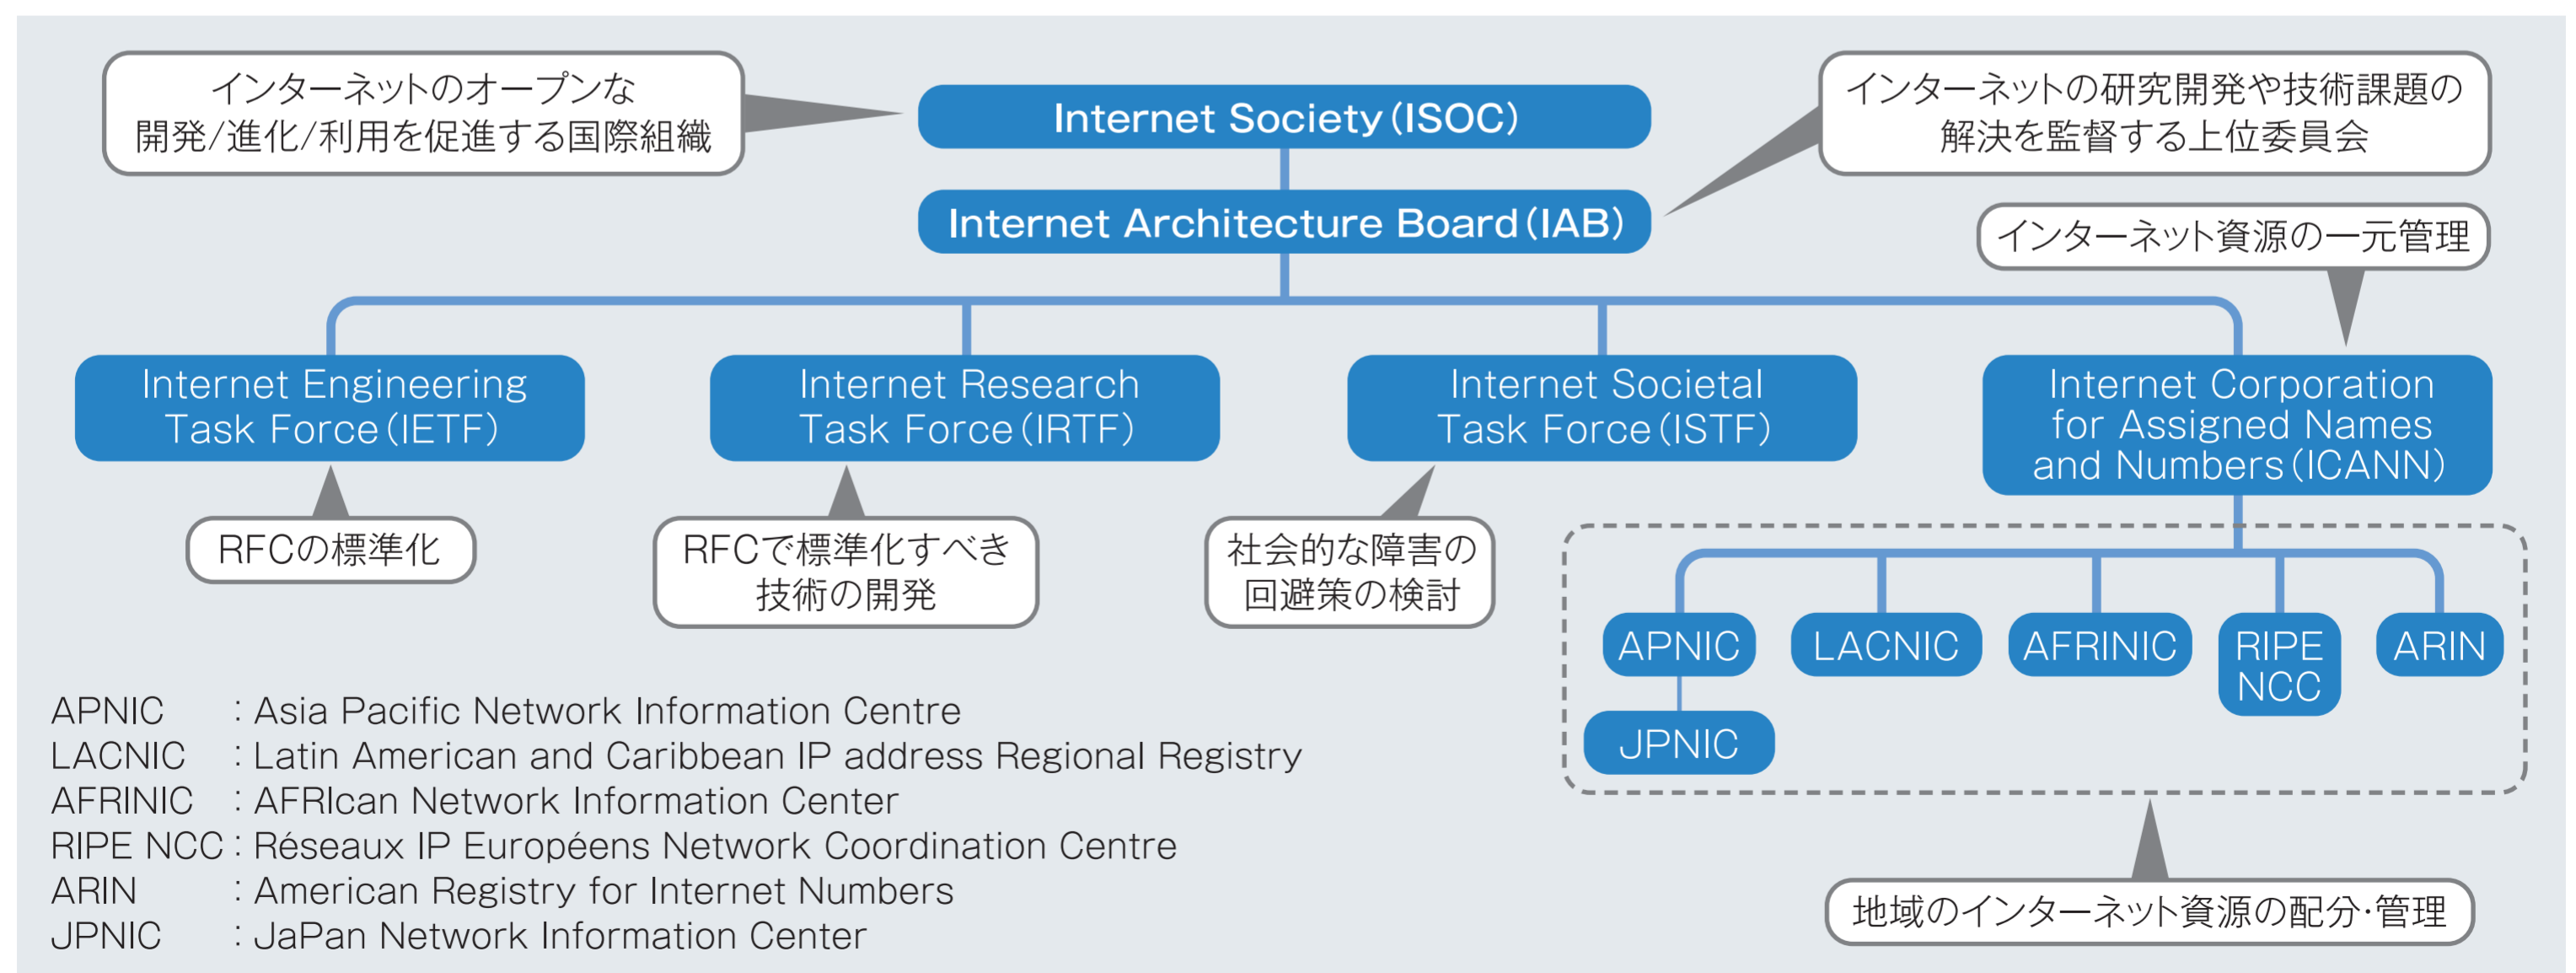 インターネットのオープンな
開発/進化/利用を促進する国際組織
Internet Society(ISOC)
インターネットの研究開発や技術課題の
解決を監督する上位委員会
Internet Architecture Board(IAB)
インターネット資源の一元管理
Internet Engineering
Task Force(IETF)
Internet Research
Task Force(IRTF)
Internet Societal
Task Force(ISTF)
Internet Corporation
for Assigned Names
and Numbers(ICANN)
RFCの標準化
RFCで標準化すべき
技術の開発
社会的な障害の
回避策の検討
APNIC
LACNIC
AFRINIC
RIPE
NCC
ARIN
JPNIC
地域のインターネット資源の配分・管理
APNIC : Asia Pacific Network Information Centre
LACNIC : Latin American and Caribbean IP address Regional Registry
AFRINIC : AFRIcan Network Information Center
RIPE NCC : Réseaux IP Européens Network Coordination Centre
ARIN : American Registry for Internet Numbers
JPNIC : JaPan Network Information Center